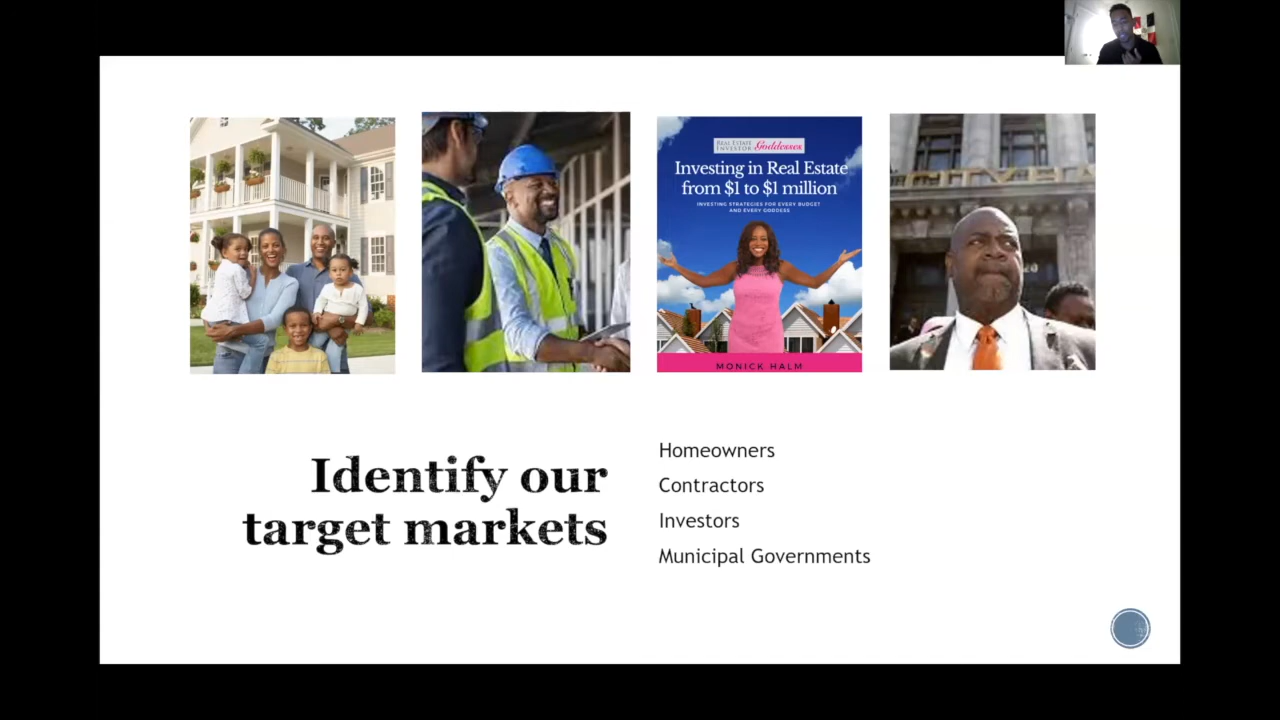 REAL ESTATE
INVESTOR Goddesses
Investing in Real Estate
from $1 to $1 million
INVESTING STRATEGIES FOR EVERY BUDGET
AND EVERY GODDESS
MONICK HALM
Identify our
target markets
Homeowners
Contractors
Investors
Municipal Governments